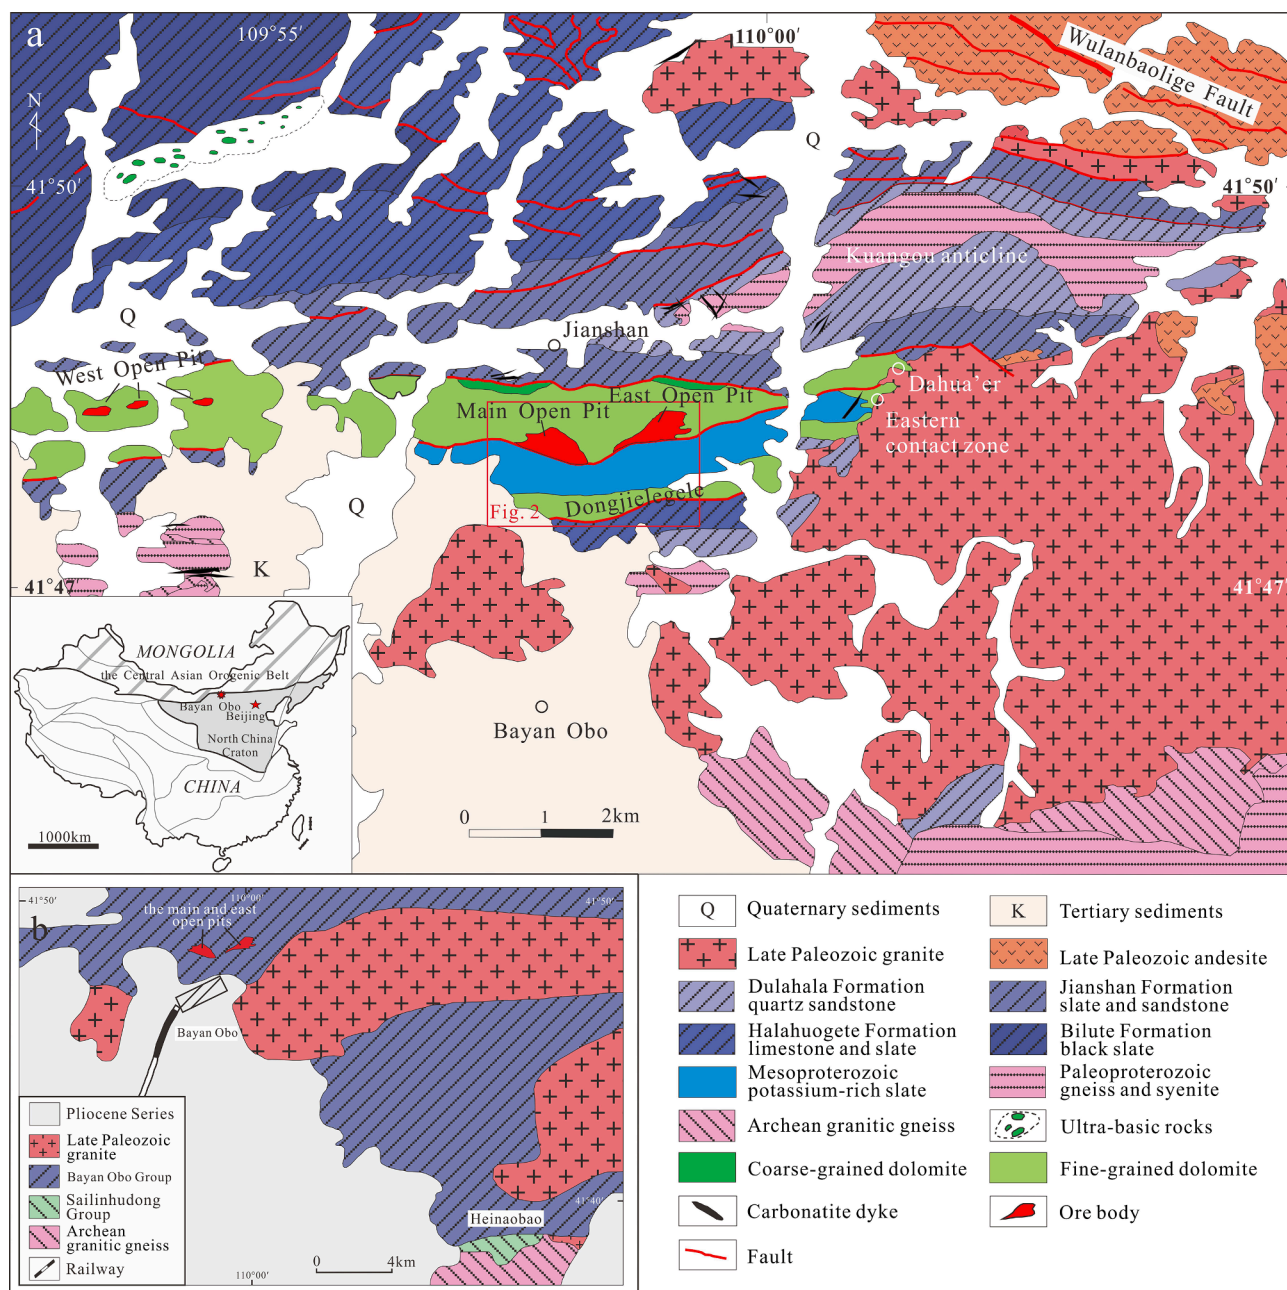 a
109°55′
110°00′
Wulanbaolige Fault
N
Q
41°50′
41°50′
Kuangou anticline
Q
Jianshan
West Open Pit
Dahua'er
East Open Pit
Main Open Pit
Eastern
contact zone
Q
Dongjielegele
Fig. 2
K
41°47′
41°47′
MONGOLIA
the Central Asian Orogenic Belt
Bayan Obo
Beijing
North China
Craton
CHINA
1000km
Bayan Obo
0 1 2km
b
41°50′
110°00′
41°50′
the main and east
open pits
Bayan Obo
Pliocene Series
Late Paleozoic
granite
Bayan Obo Group
Sailinhudong
Group
Archean
granitic gneiss
Railway
41°40′
Heinaobao
0 4km
110°00′
Q Quaternary sediments
K Tertiary sediments
Late Paleozoic granite
Late Paleozoic andesite
Dulahala Formation
quartz sandstone
Jianshan Formation
slate and sandstone
Halahuogete Formation
limestone and slate
Bilute Formation
black slate
Mesoproterozoic
potassium-rich slate
Paleoproterozoic
gneiss and syenite
Archean granitic gneiss
Ultra-basic rocks
Coarse-grained dolomite
Fine-grained dolomite
Carbonatite dyke
Ore body
Fault